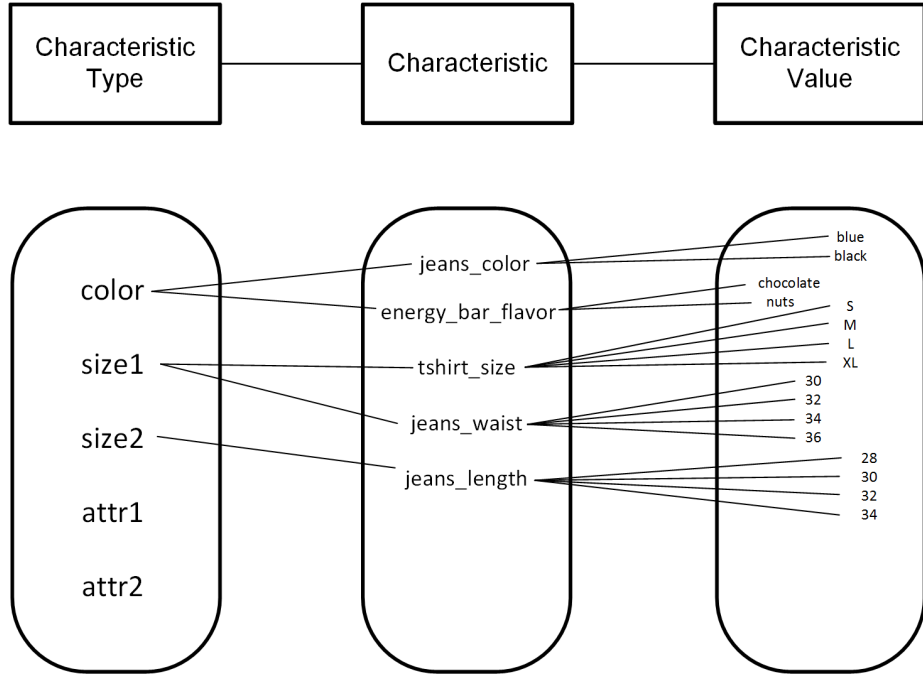 Characteristic
Type
Characteristic
Characteristic
Value
color
size1
size2
attr1
attr2
jeans_color
energy_bar_flavor
tshirt_size
jeans_waist
jeans_length
blue
black
chocolate
nuts
S
M
L
XL
30
32
34
36
28
30
32
34